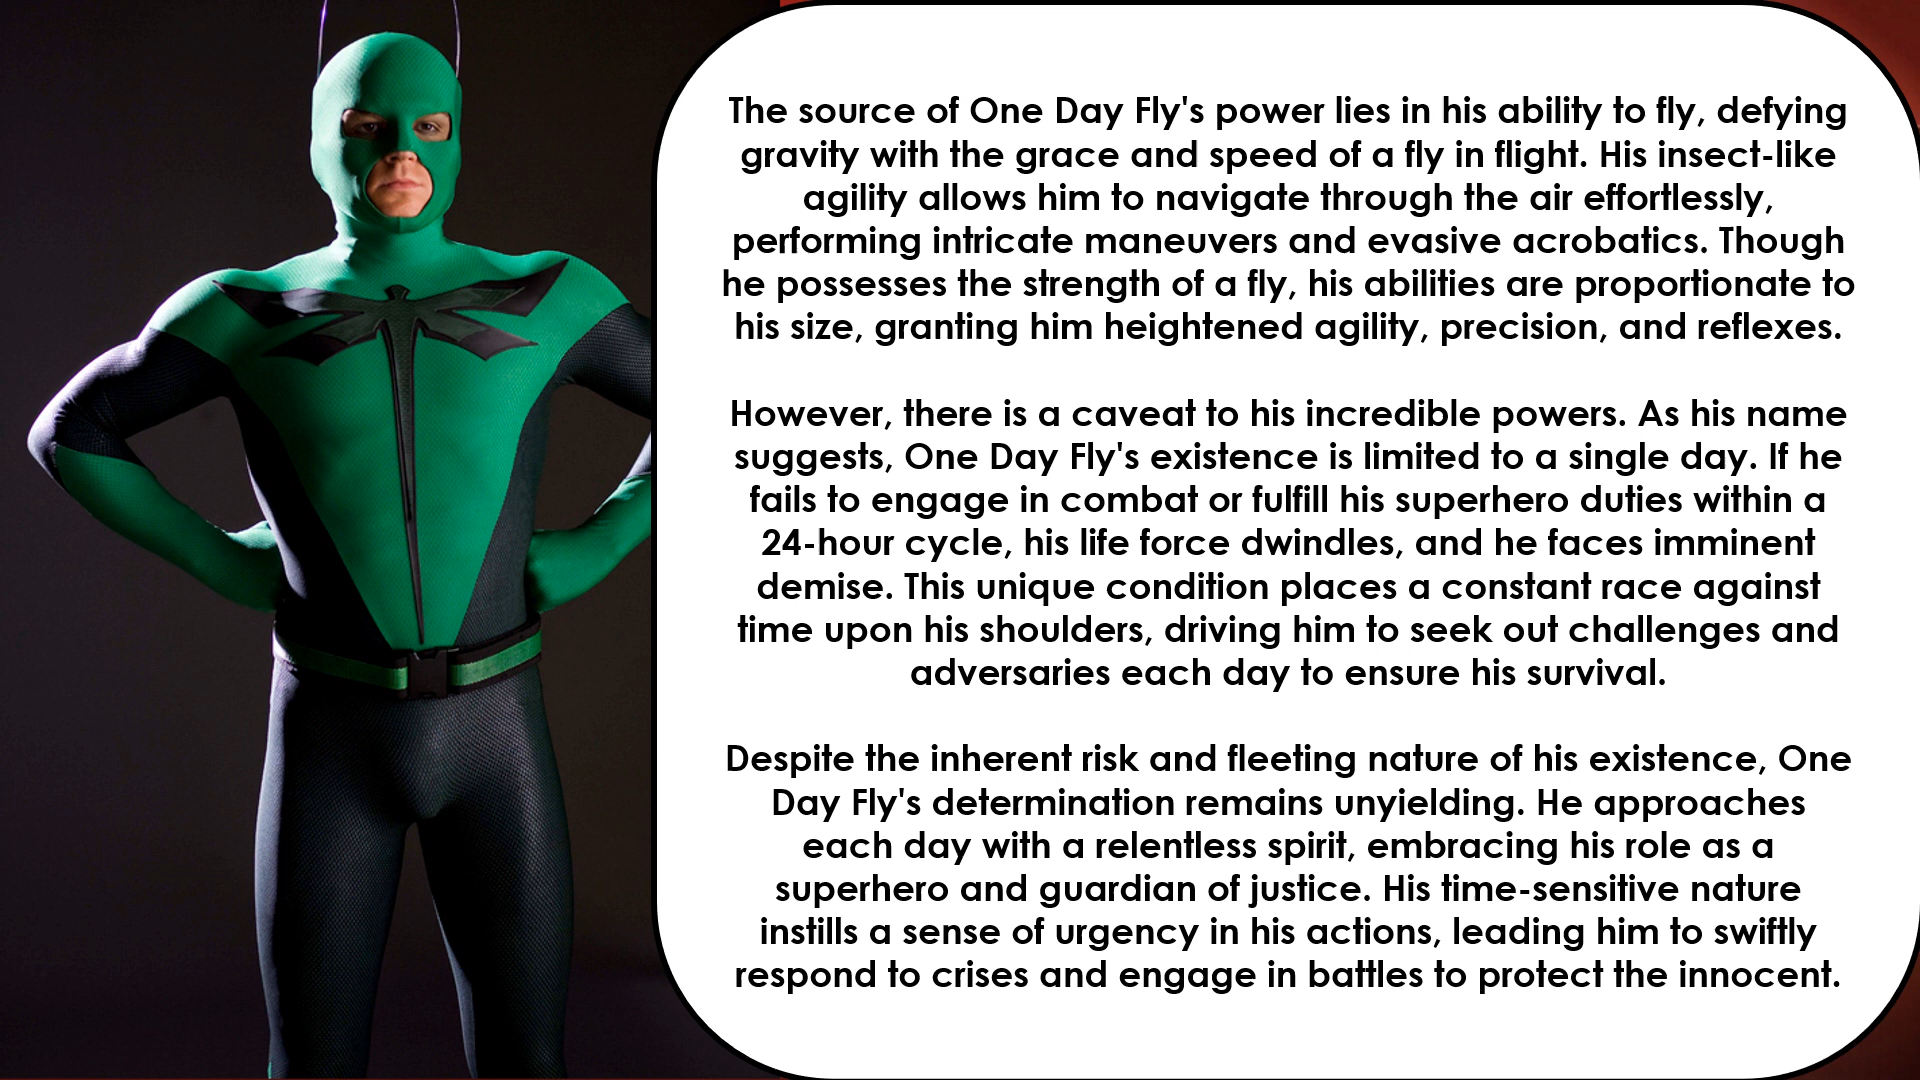 The source of One Day Fly's power lies in his ability to fly, defying
gravity with the grace and speed of a fly in flight. His insect-like
agility allows him to navigate through the air effortlessly,
performing intricate maneuvers and evasive acrobatics. Though
he possesses the strength of a fly, his abilities are proportionate to
his size, granting him heightened agility, precision, and reflexes.
However, there is a caveat to his incredible powers. As his name
suggests, One Day Fly's existence is limited to a single day. If he
fails to engage in combat or fulfill his superhero duties within a
24-hour cycle, his life force dwindles, and he faces imminent
demise. This unique condition places a constant race against
time upon his shoulders, driving him to seek out challenges and
adversaries each day to ensure his survival.
Despite the inherent risk and fleeting nature of his existence, One
Day Fly's determination remains unyielding. He approaches
each day with a relentless spirit, embracing his role as a
superhero and guardian of justice. His time-sensitive nature
instills a sense of urgency in his actions, leading him to swiftly
respond to crises and engage in battles to protect the innocent.